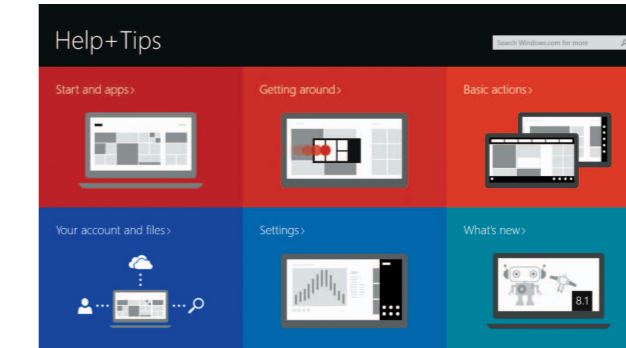 Help+Tips
Search Windows.com for more
Start and apps>
Getting around>
Basic actions>
Your account and files>
Settings>
What's new>
8.1